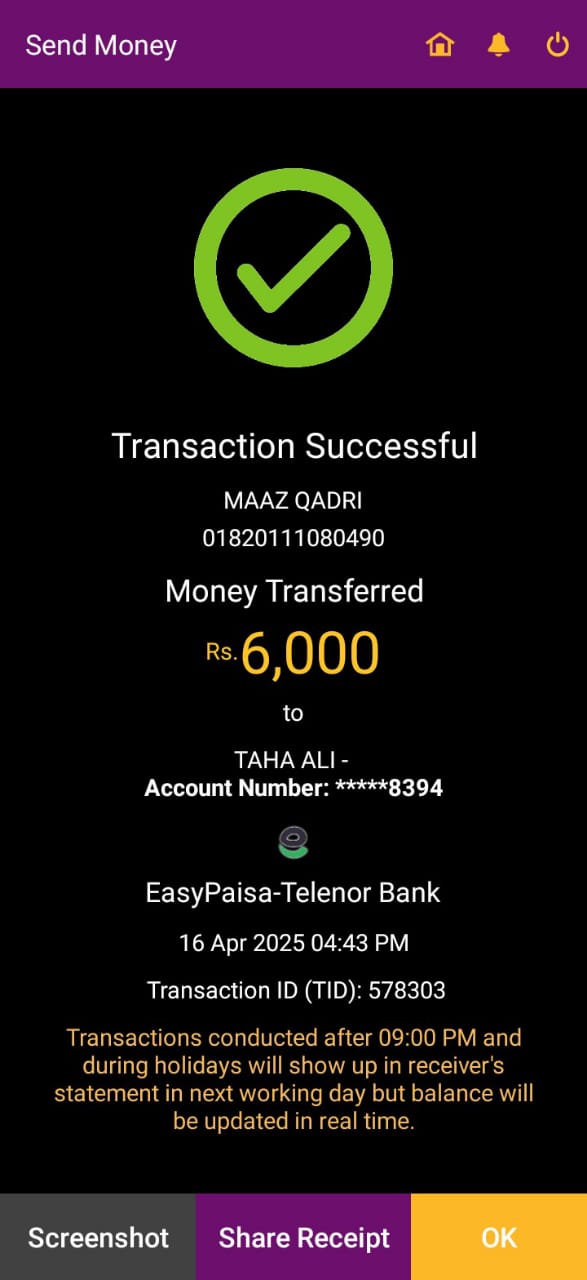 Send Money
Transaction Successful
MAAZ QADRI
01820111080490
Money Transferred
Rs.6,000
to
TAHA ALI -
Account Number: *****8394
EasyPaisa-Telenor Bank
16 Apr 2025 04:43 PM
Transaction ID (TID): 578303
Transactions conducted after 09:00 PM and
during holidays will show up in receiver's
statement in next working day but balance will
be updated in real time.
Screenshot
Share Receipt
OK